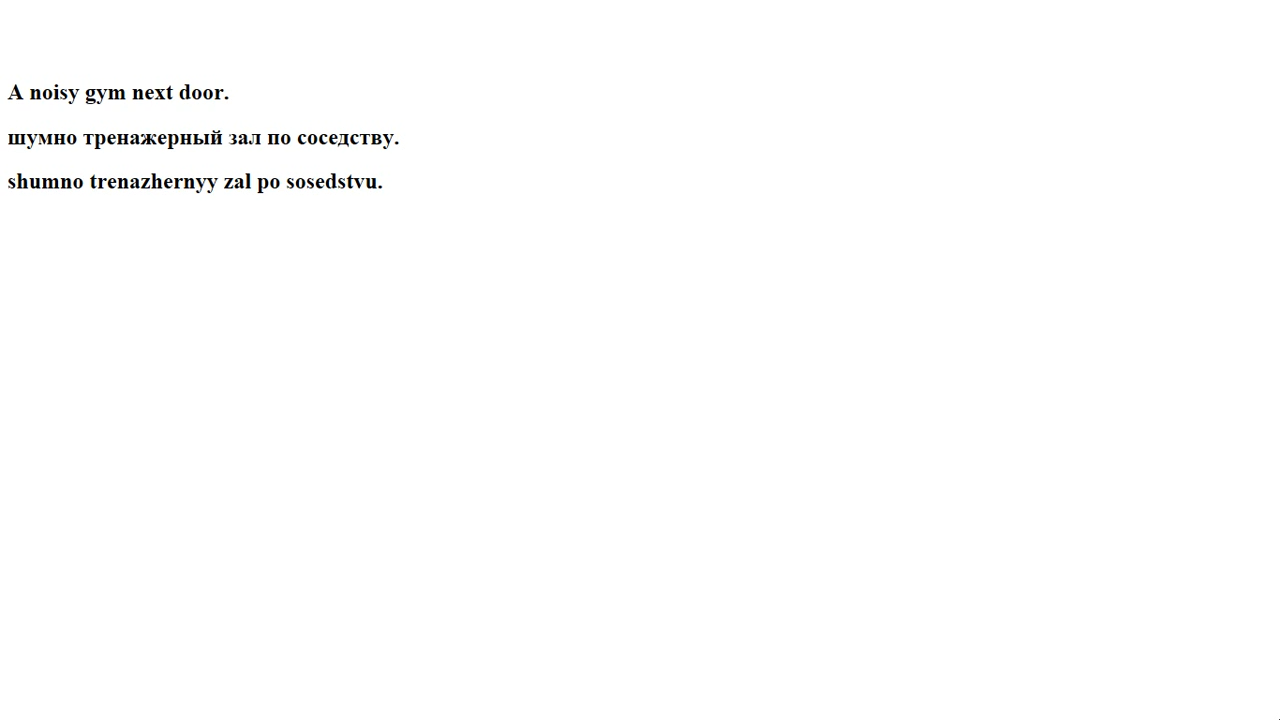 A noisy gym next door.
шумно тренажерный зал по соседству.
shumno trenazhernyy zal po sosedstvu.